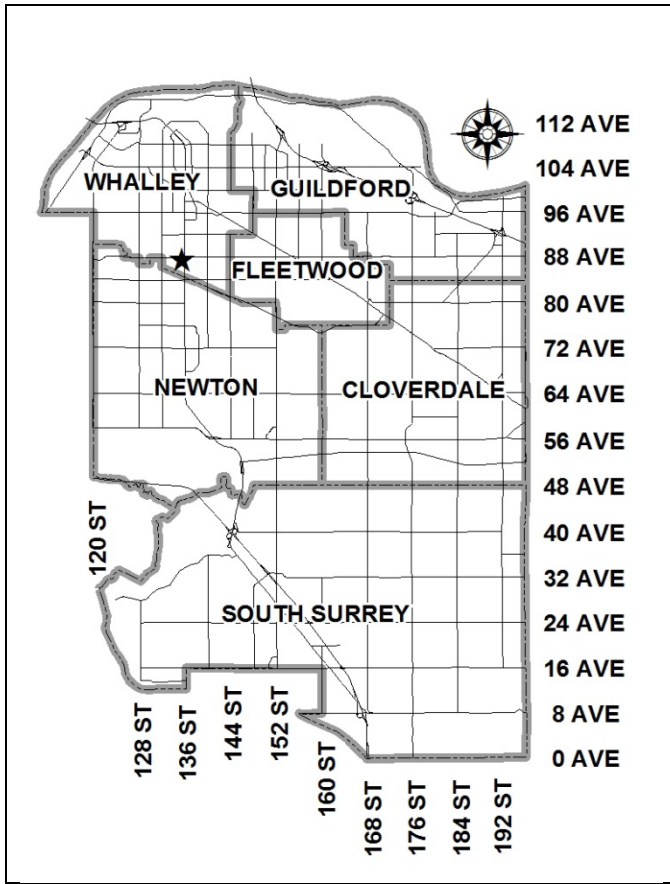 112 AVE
104 AVE
WHALLEY
GUILDFORD
96 AVE
88 AVE
FLEETWOOD
80 AVE
72 AVE
NEWTON
CLOVERDALE
64 AVE
56 AVE
48 AVE
120 ST
40 AVE
32 AVE
SOUTH SURREY
24 AVE
16 AVE
128 ST
136 ST
144 ST
152 ST
160 ST
8 AVE
0 AVE
168 ST
176 ST
184 ST
192 ST